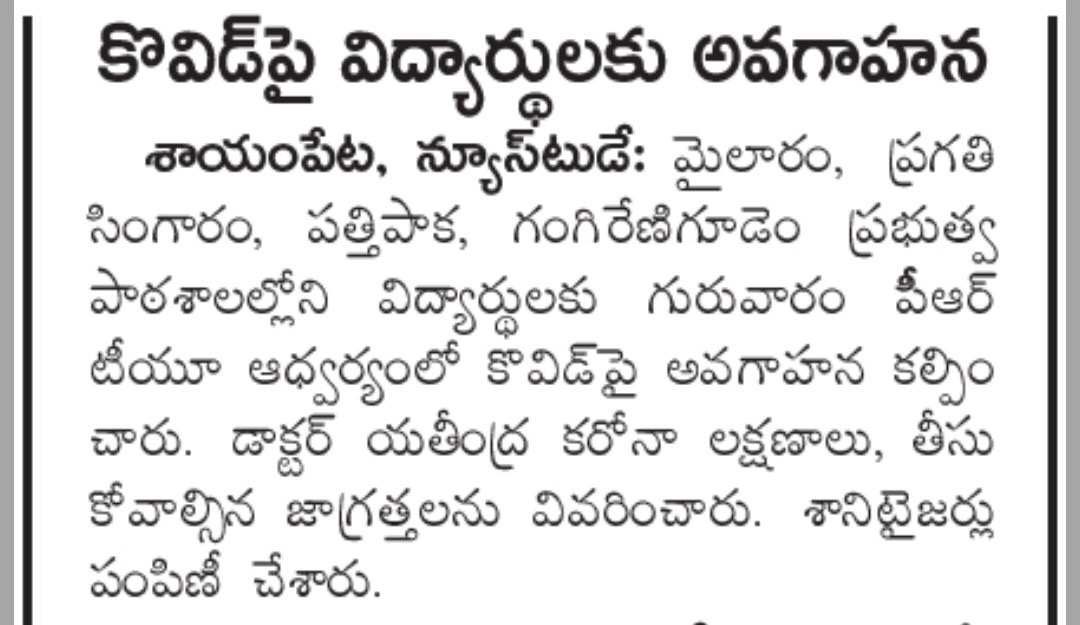 కొవిడ్‌పై విద్యార్థులకు అవగాహన
శాయంపేట, న్యూస్‌టుడే: మైలారం, ప్రగతి
సింగారం, పత్తిపాక, గంగిరేణిగూడెం ప్రభుత్వ
పాఠశాలల్లోని విద్యార్థులకు గురువారం పీఆర్
టీయూ ఆధ్వర్యంలో కొవిడ్‌పై అవగాహన కల్పిం
చారు. డాక్టర్ యతీంద్ర కరోనా లక్షణాలు, తీసు
కోవాల్సిన జాగ్రత్తలను వివరించారు. శానిటైజర్లు
పంపిణీ చేశారు.